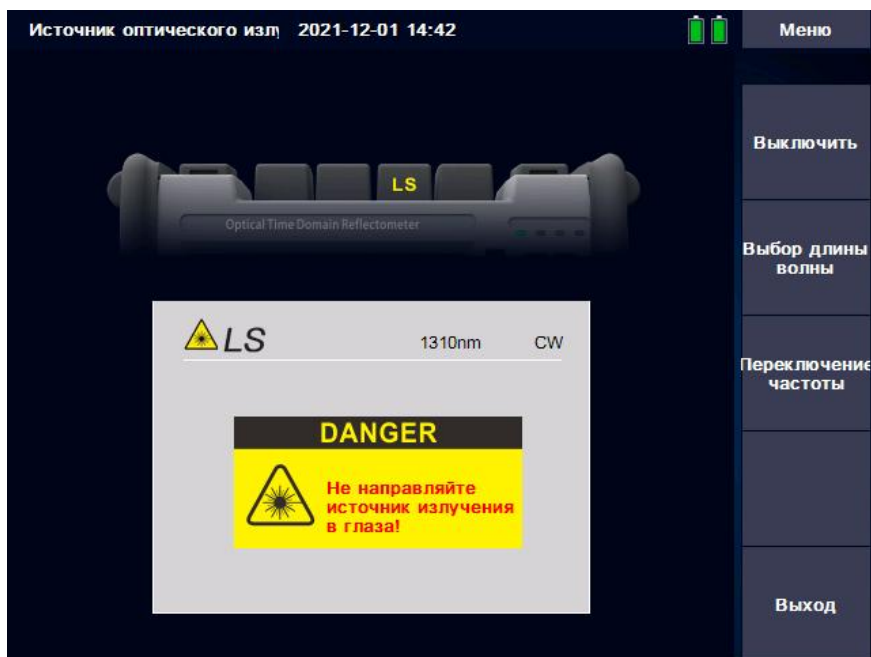 Источник оптического изл 2021-12-01 14:42
Меню
Выключить
LS
Optical Time Domain Reflectometer
Выбор длины
волны
LS 1310nm CW
Переключение
частоты
DANGER
Не направляйте
источник излучения
в глаза!
Выход